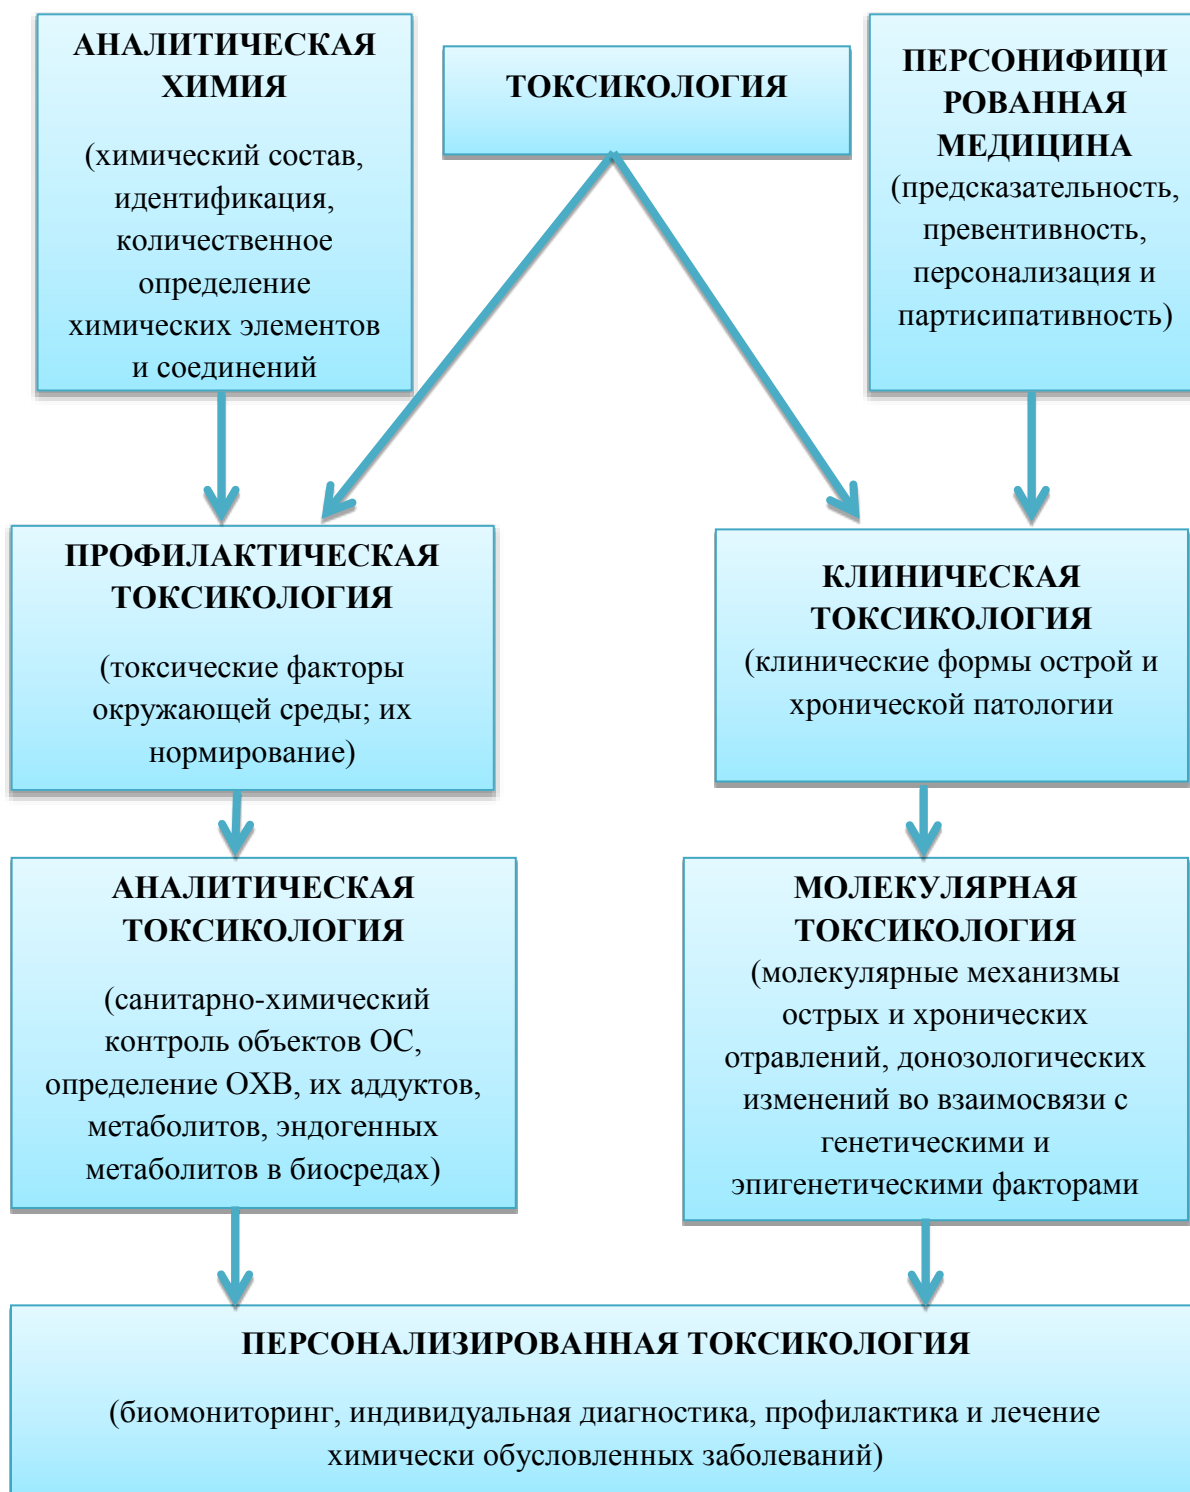 АНАЛИТИЧЕСКАЯ
ХИМИЯ
(химический состав,
идентификация,
количественное
определение
химических элементов
и соединений
ТОКСИКОЛОГИЯ
ПЕРСОНИФИЦИ
РОВАННАЯ
МЕДИЦИНА
(предсказательность,
превентивность,
персонализация и
партисипативность)
ПРОФИЛАКТИЧЕСКАЯ
ТОКСИКОЛОГИЯ
(токсические факторы
окружающей среды; их
нормирование)
КЛИНИЧЕСКАЯ
ТОКСИКОЛОГИЯ
(клинические формы острой и
хронической патологии
АНАЛИТИЧЕСКАЯ
ТОКСИКОЛОГИЯ
(санитарно-химический
контроль объектов ОС,
определение ОХВ, их аддуктов,
метаболитов, эндогенных
метаболитов в биосредах)
МОЛЕКУЛЯРНАЯ
ТОКСИКОЛОГИЯ
(молекулярные механизмы
острых и хронических
отравлений, донозологических
изменений во взаимосвязи с
генетическими и
эпигенетическими факторами
ПЕРСОНАЛИЗИРОВАННАЯ ТОКСИКОЛОГИЯ
(биомониторинг, индивидуальная диагностика, профилактика и лечение
химически обусловленных заболеваний)